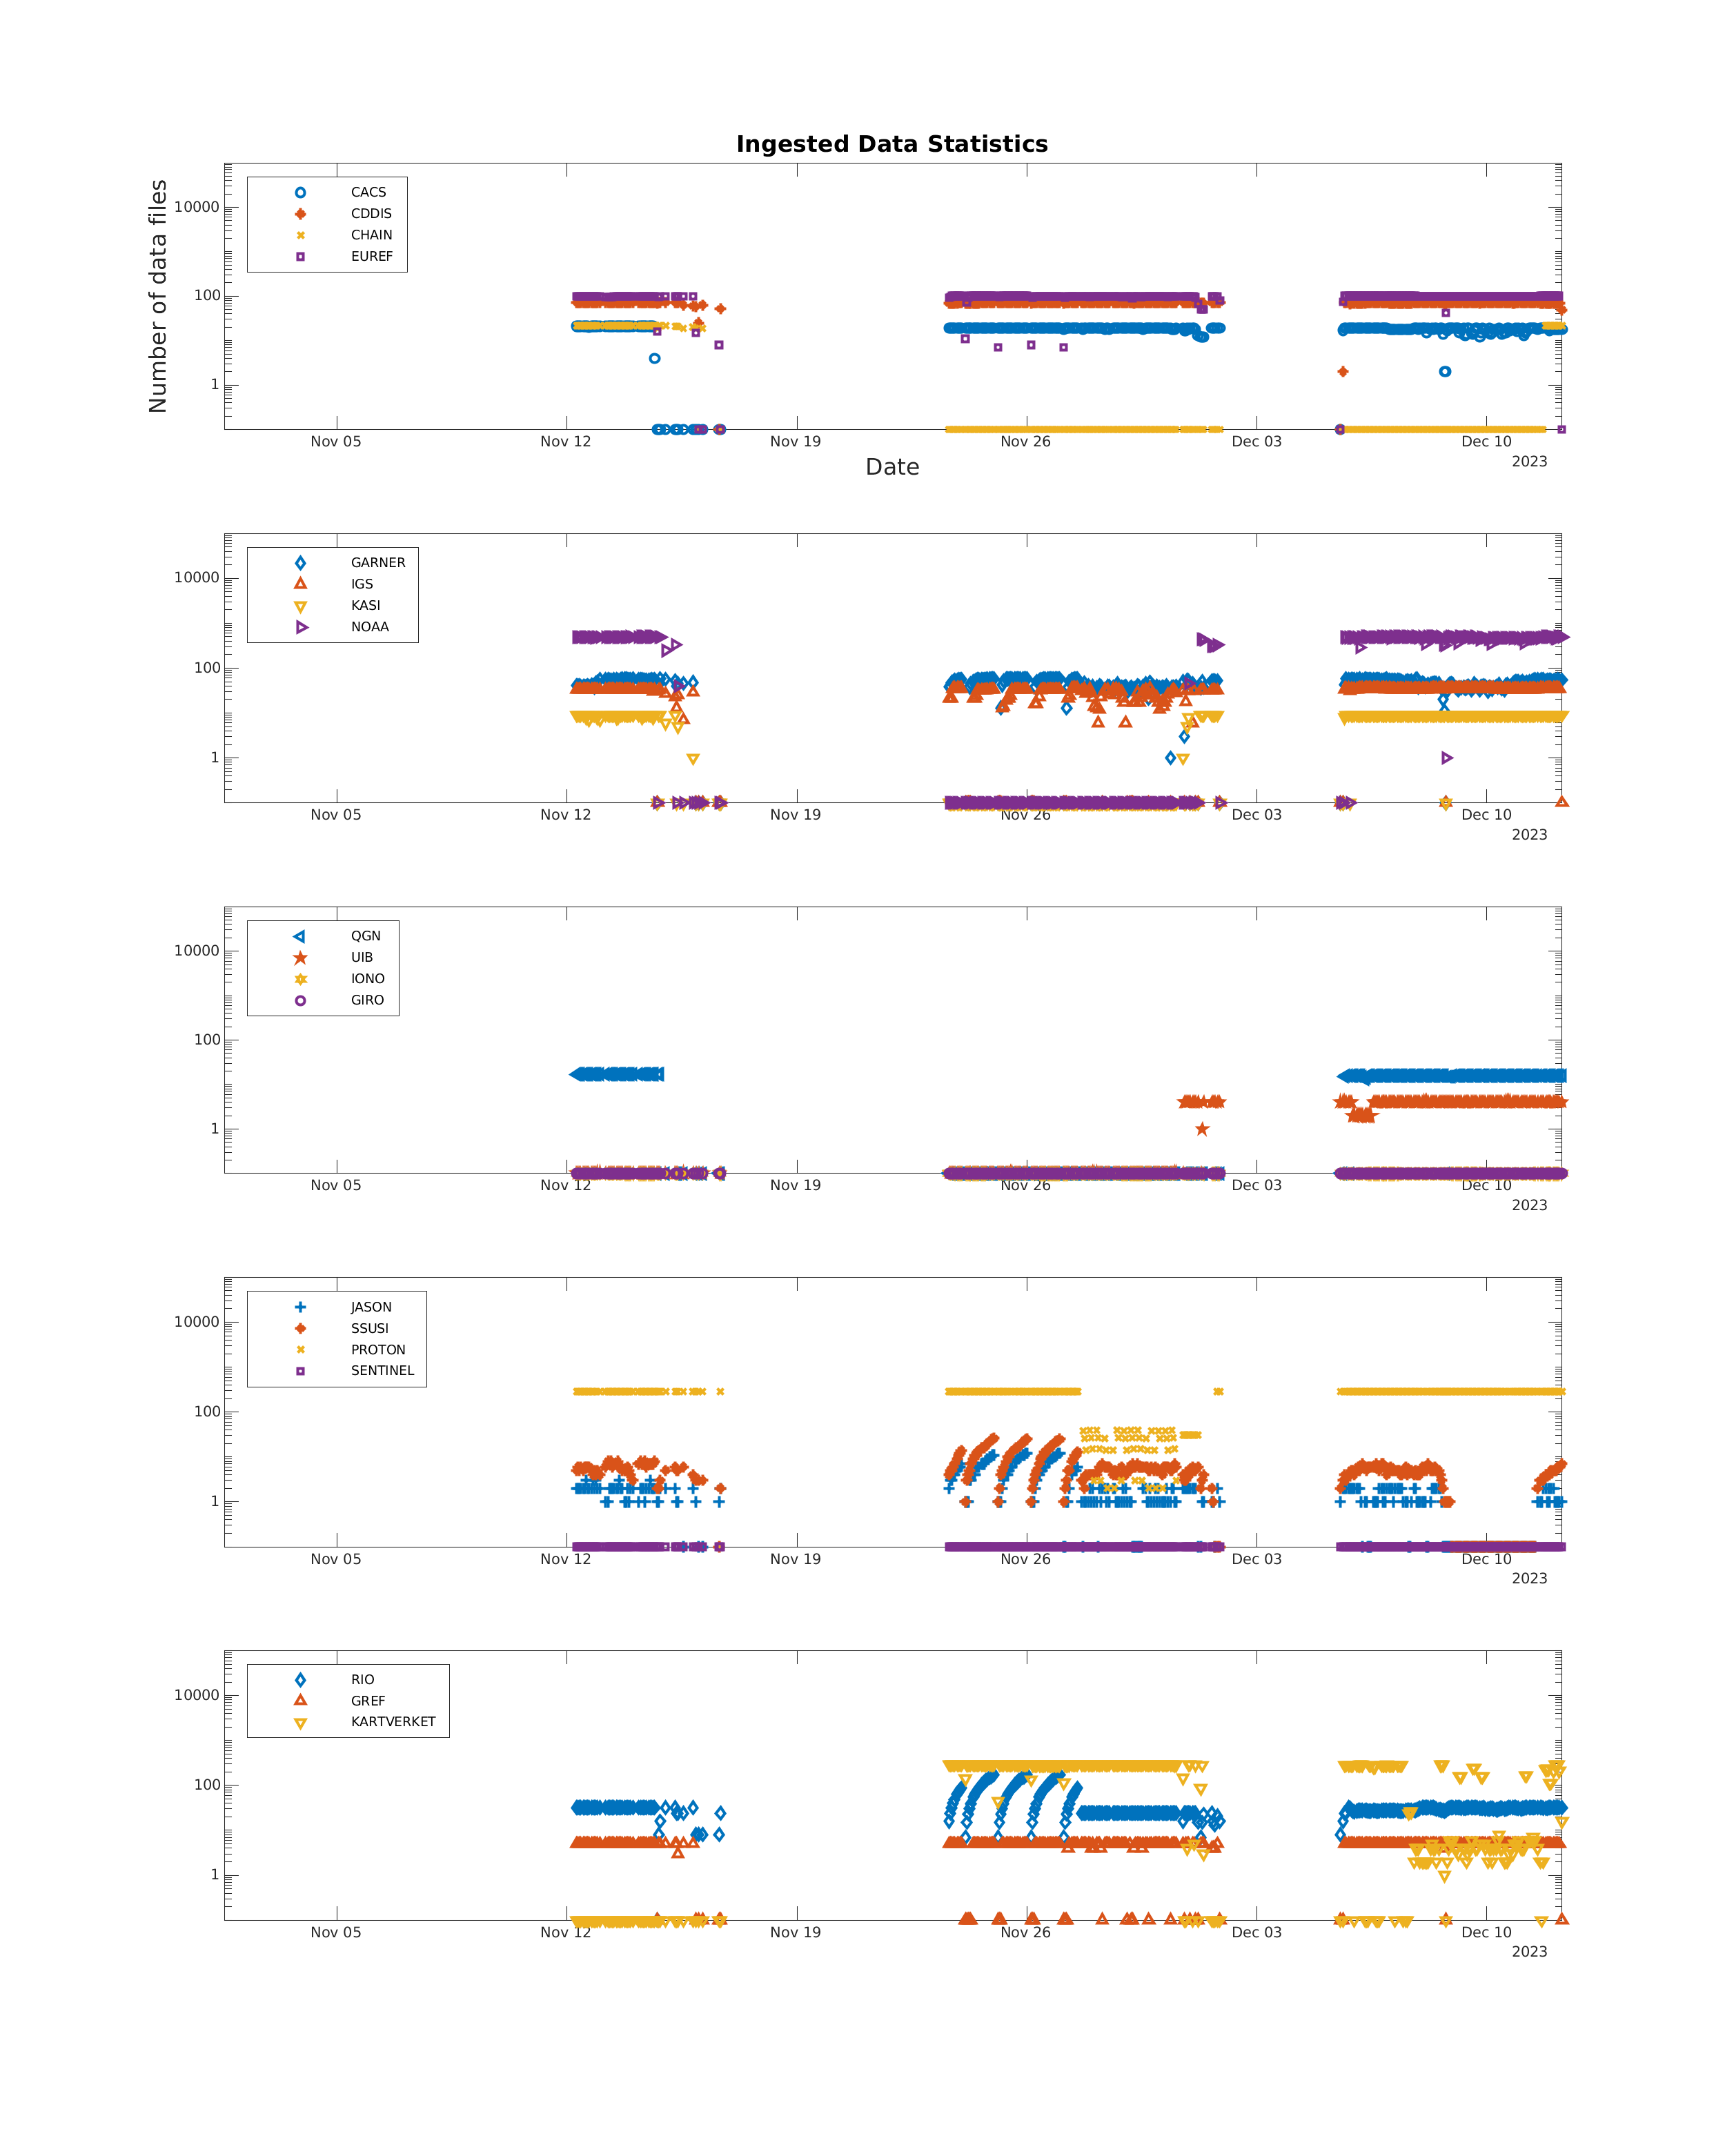 Ingested Data Statistics
Number of data files
CACS
CDDIS
CHAIN
EUREF
10000
100
1
Nov 05 Nov 12 Nov 19 Nov 26 Dec 03 Dec 10
2023
Date
GARNER
IGS
KASI
NOAA
10000
100
1
Nov 05 Nov 12 Nov 19 Nov 26 Dec 03 Dec 10
2023
QGN
UIB
IONO
GIRO
10000
100
1
Nov 05 Nov 12 Nov 19 Nov 26 Dec 03 Dec 10
2023
JASON
SSUSI
PROTON
SENTINEL
10000
100
1
Nov 05 Nov 12 Nov 19 Nov 26 Dec 03 Dec 10
2023
RIO
GREF
KARTVERKET
10000
100
1
Nov 05 Nov 12 Nov 19 Nov 26 Dec 03 Dec 10
2023